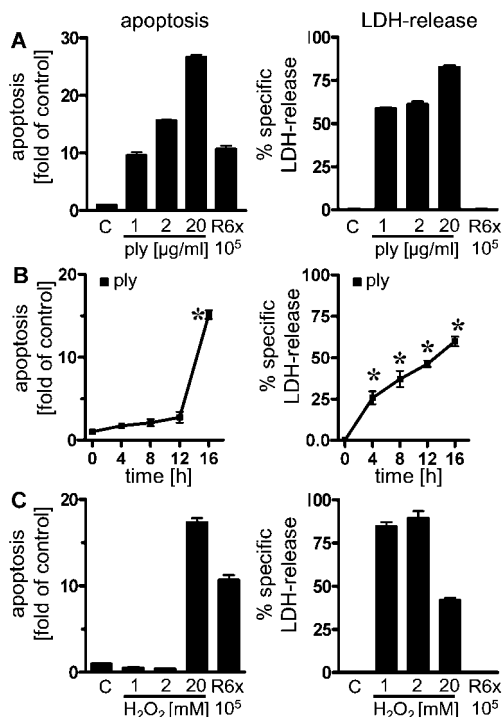 apoptosis LDH-release
A
apoptosis
[fold of control]
30
20
10
0
C 1 2 20 R6x
ply [µg/ml] 10⁵
% specific
LDH-release
100
75
50
25
0
C 1 2 20 R6x
ply [µg/ml] 10⁵
B
apoptosis
[fold of control]
20
15
10
5
0
ply
*
0 4 8 12 16
time [h]
% specific
LDH-release
100
75
50
25
0.0
ply
* * * *
0 4 8 12 16
time [h]
C
apoptosis
[fold of control]
20
15
10
5
0
C 1 2 20 R6x
H₂O₂ [mM] 10⁵
% specific
LDH-release
100
75
50
25
0
C 1 2 20 R6x
H₂O₂ [mM] 10⁵